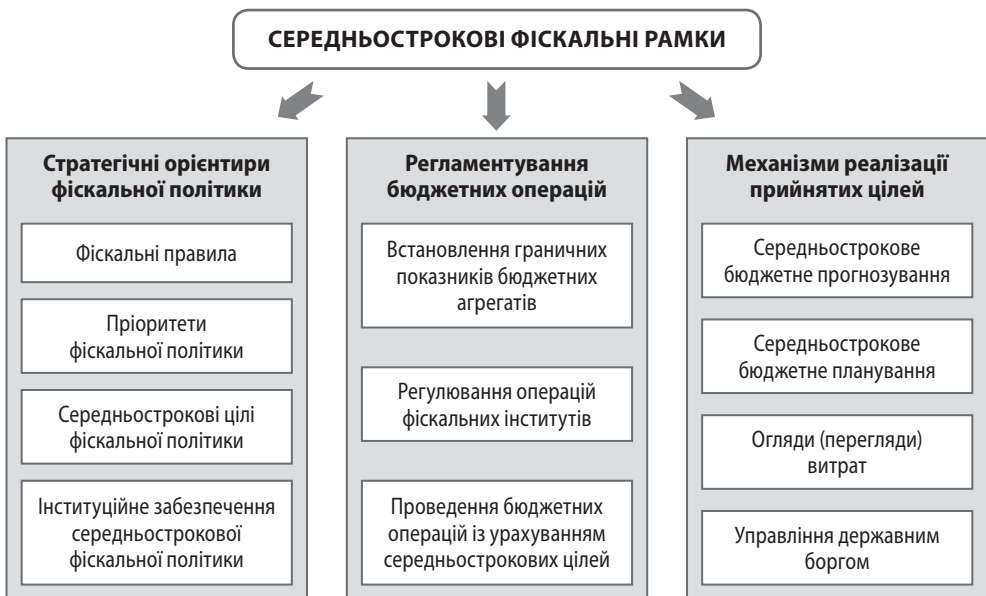 СЕРЕДНЬОСТРОКОВІ ФІСКАЛЬНІ РАМКИ
Стратегічні орієнтири
фіскальної політики
Фіскальні правила
Пріоритети
фіскальної політики
Середньострокові цілі
фіскальної політики
Інституційне забезпечення
середньострокової
фіскальної політики
Регламентування
бюджетних операцій
Встановлення граничних
показників бюджетних
агрегатів
Регулювання операцій
фіскальних інститутів
Проведення бюджетних
операцій із урахуванням
середньострокових цілей
Механізми реалізації
прийнятих цілей
Середньострокове
бюджетне прогнозування
Середньострокове
бюджетне планування
Огляди (перегляди)
витрат
Управління державним
боргом